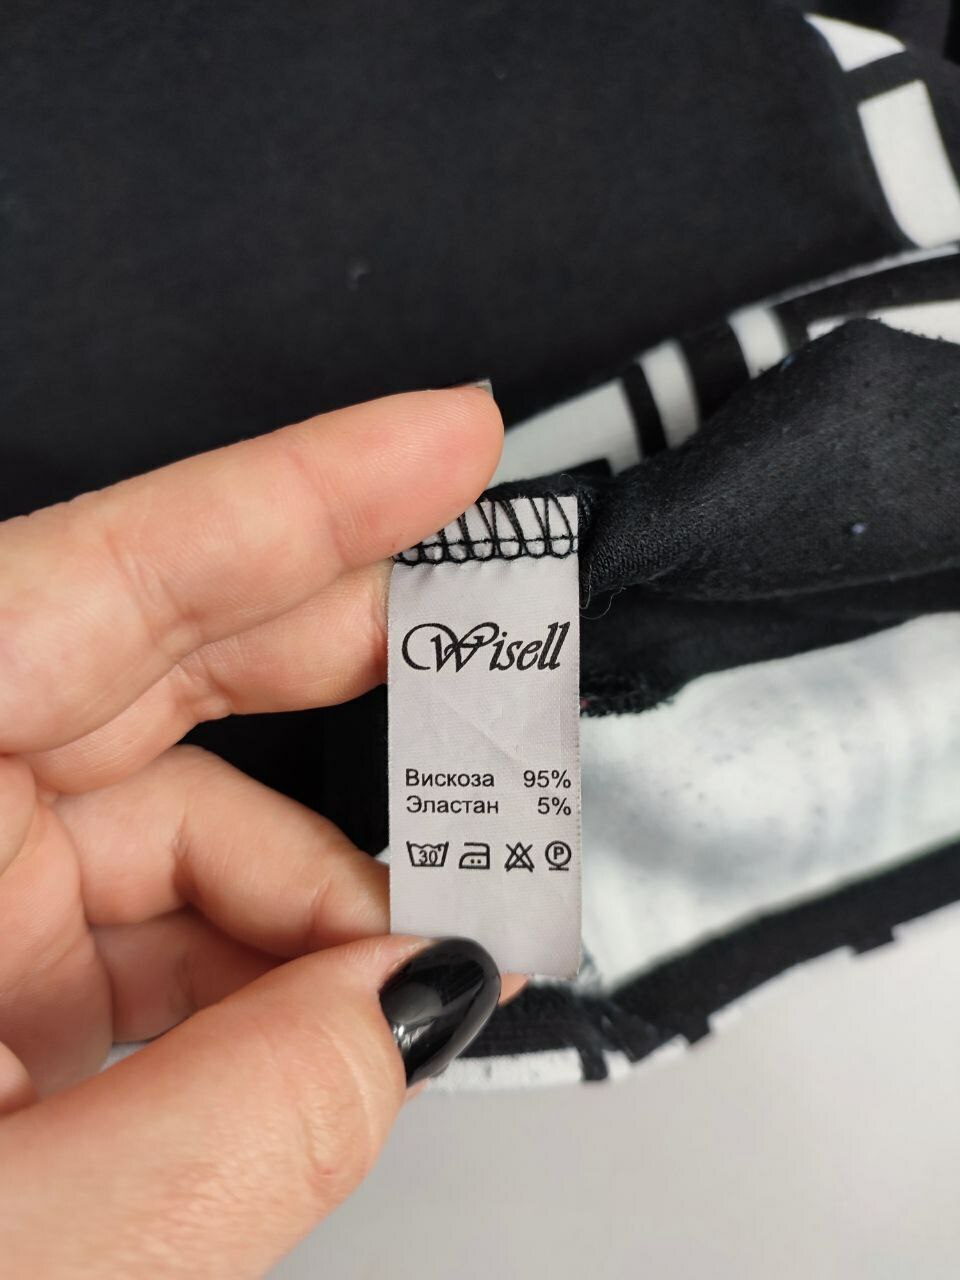 Wisell
Вискоза 95%
Эластан 5%
30 P